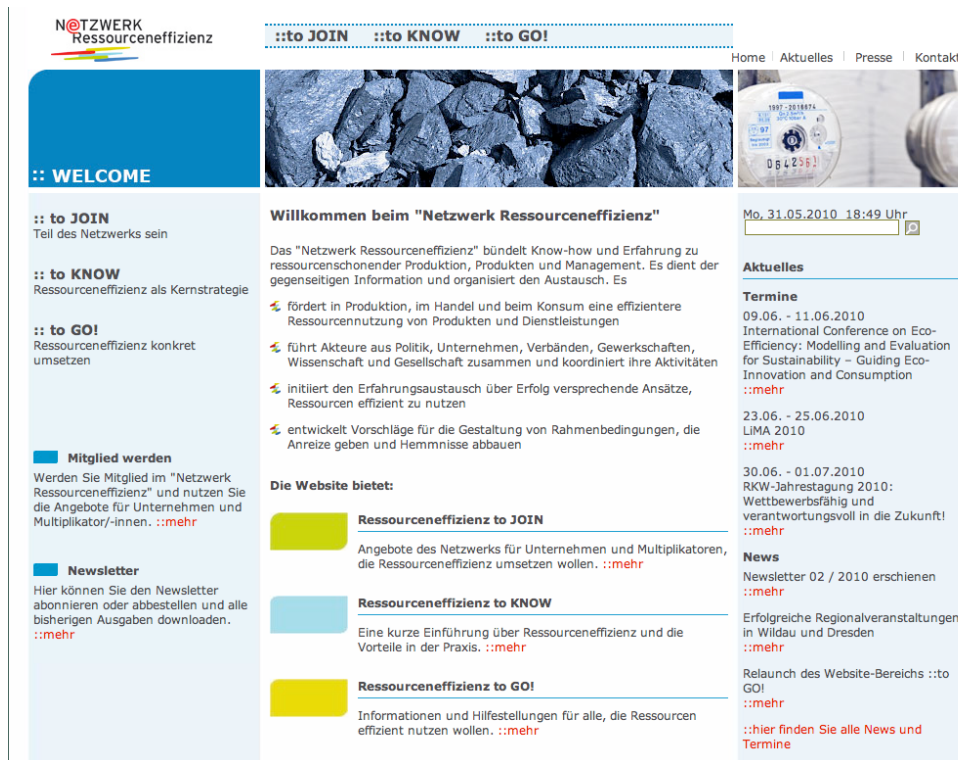 N@TZWERK
Ressourceneffizienz
::to JOIN ::to KNOW ::to GO!
Home Aktuelles Presse Kontakt
:: WELCOME
:: to JOIN
Teil des Netzwerks sein
:: to KNOW
Ressourceneffizienz als Kernstrategie
:: to GO!
Ressourceneffizienz konkret
umsetzen
Mitglied werden
Werden Sie Mitglied im "Netzwerk
Ressourceneffizienz" und nutzen Sie
die Angebote für Unternehmen und
Multiplikator/-innen. ::mehr
Newsletter
Hier können Sie den Newsletter
abonnieren oder abbestellen und alle
bisherigen Ausgaben downloaden.
::mehr
Willkommen beim "Netzwerk Ressourceneffizienz"
Das "Netzwerk Ressourceneffizienz" bündelt Know-how und Erfahrung zu
ressourcenschonender Produktion, Produkten und Management. Es dient der
gegenseitigen Information und organisiert den Austausch. Es
fördert in Produktion, im Handel und beim Konsum eine effizientere
Ressourcennutzung von Produkten und Dienstleistungen
führt Akteure aus Politik, Unternehmen, Verbänden, Gewerkschaften,
Wissenschaft und Gesellschaft zusammen und koordiniert ihre Aktivitäten
initiiert den Erfahrungsaustausch über Erfolg versprechende Ansätze,
Ressourcen effizient zu nutzen
entwickelt Vorschläge für die Gestaltung von Rahmenbedingungen, die
Anreize geben und Hemmnisse abbauen
Die Website bietet:
Ressourceneffizienz to JOIN
Angebote des Netzwerks für Unternehmen und Multiplikatoren,
die Ressourceneffizienz umsetzen wollen. ::mehr
Ressourceneffizienz to KNOW
Eine kurze Einführung über Ressourceneffizienz und die
Vorteile in der Praxis. ::mehr
Ressourceneffizienz to GO!
Informationen und Hilfestellungen für alle, die Ressourcen
effizient nutzen wollen. ::mehr
1997-2018874
97
Mo, 31.05.2010 18:49 Uhr
Aktuelles
Termine
09.06. - 11.06.2010
International Conference on Eco-
Efficiency: Modelling and Evaluation
for Sustainability – Guiding Eco-
Innovation and Consumption
::mehr
23.06. - 25.06.2010
LiMA 2010
::mehr
30.06. - 01.07.2010
RKW-Jahrestagung 2010:
Wettbewerbsfähig und
verantwortungsvoll in die Zukunft!
::mehr
News
Newsletter 02 / 2010 erschienen
::mehr
Erfolgreiche Regionalveranstaltungen
in Wildau und Dresden
::mehr
Relaunch des Website-Bereichs ::to
GO!
::mehr
::hier finden Sie alle News und
Termine